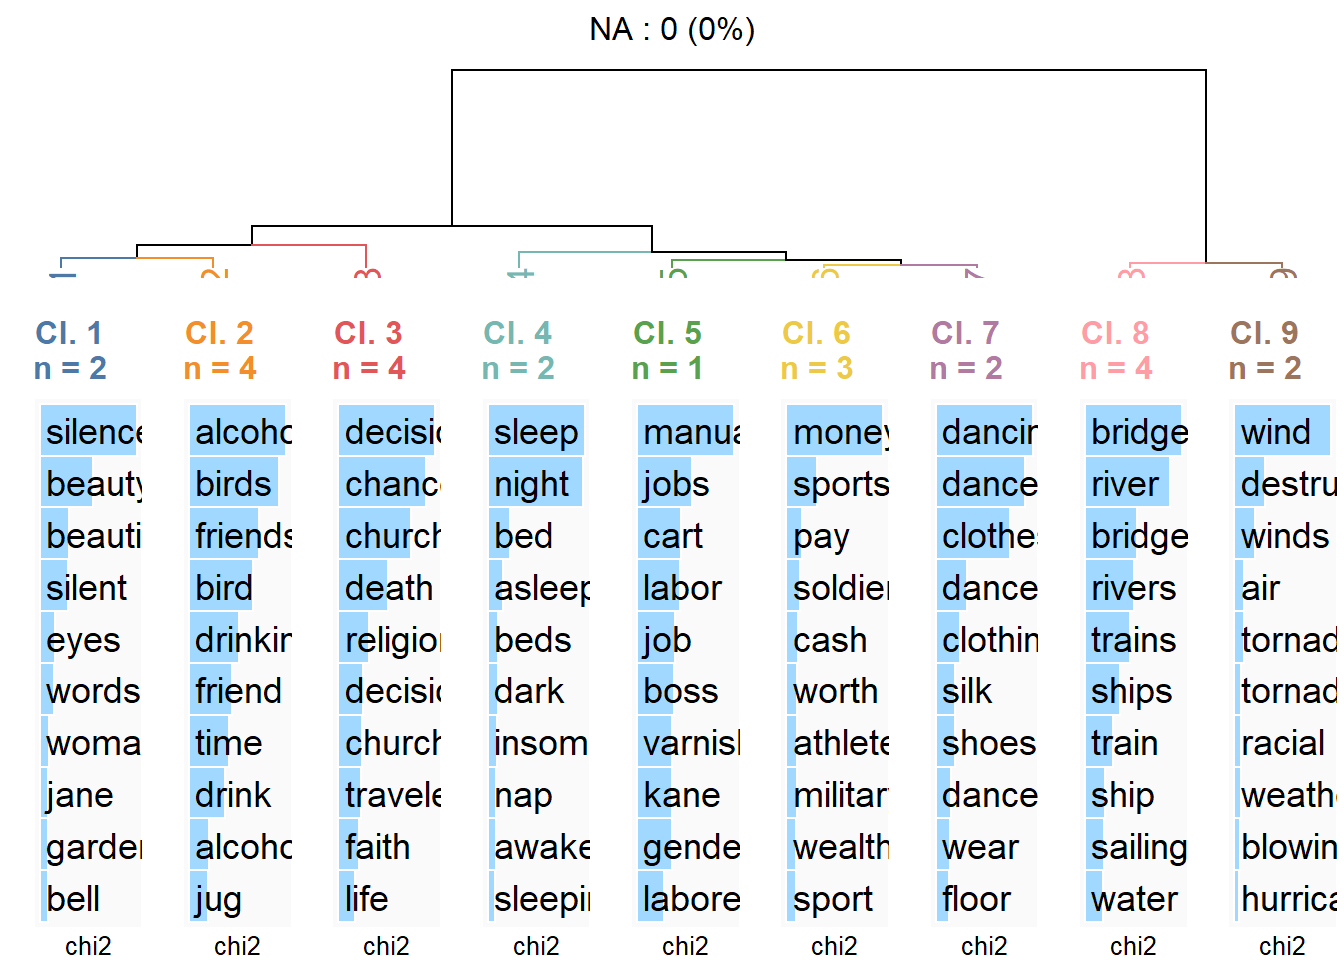 NA : 0 (0%)
1 2 3 4 5 6 7 8 9
Cl. 1 Cl. 2 Cl. 3 Cl. 4 Cl. 5 Cl. 6 Cl. 7 Cl. 8 Cl. 9
n = 2 n = 4 n = 4 n = 2 n = 1 n = 3 n = 2 n = 4 n = 2
silence alcoho decisio sleep manua money dancin bridge wind
beauty birds chance night jobs sports dance river destru
beauti friends church bed cart pay clothes bridge winds
silent bird death asleep labor soldier dance rivers air
eyes drinkin religion beds job cash clothin trains tornad
words friend decisio dark boss worth silk ships tornad
woma time church insom varnish athlete shoes train racial
jane drink travele nap kane militar dance ship weath
garden alcoho faith awake gende wealth wear sailing blowin
bell jug life sleepin labore sport floor water hurrica
chi2 chi2 chi2 chi2 chi2 chi2 chi2 chi2 chi2